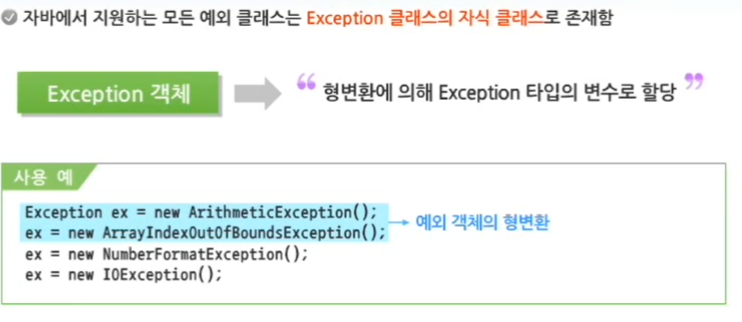 자바에서 지원하는 모든 예외 클래스는 Exception 클래스의 자식 클래스로 존재함
Exception 객체
“ 형변환에 의해 Exception 타입의 변수로 할당 ”
사용 예
Exception ex = new ArithmeticException();
ex = new ArrayIndexOutOfBoundsException();
예외 객체의 형변환
ex = new NumberFormatException();
ex = new IOException();